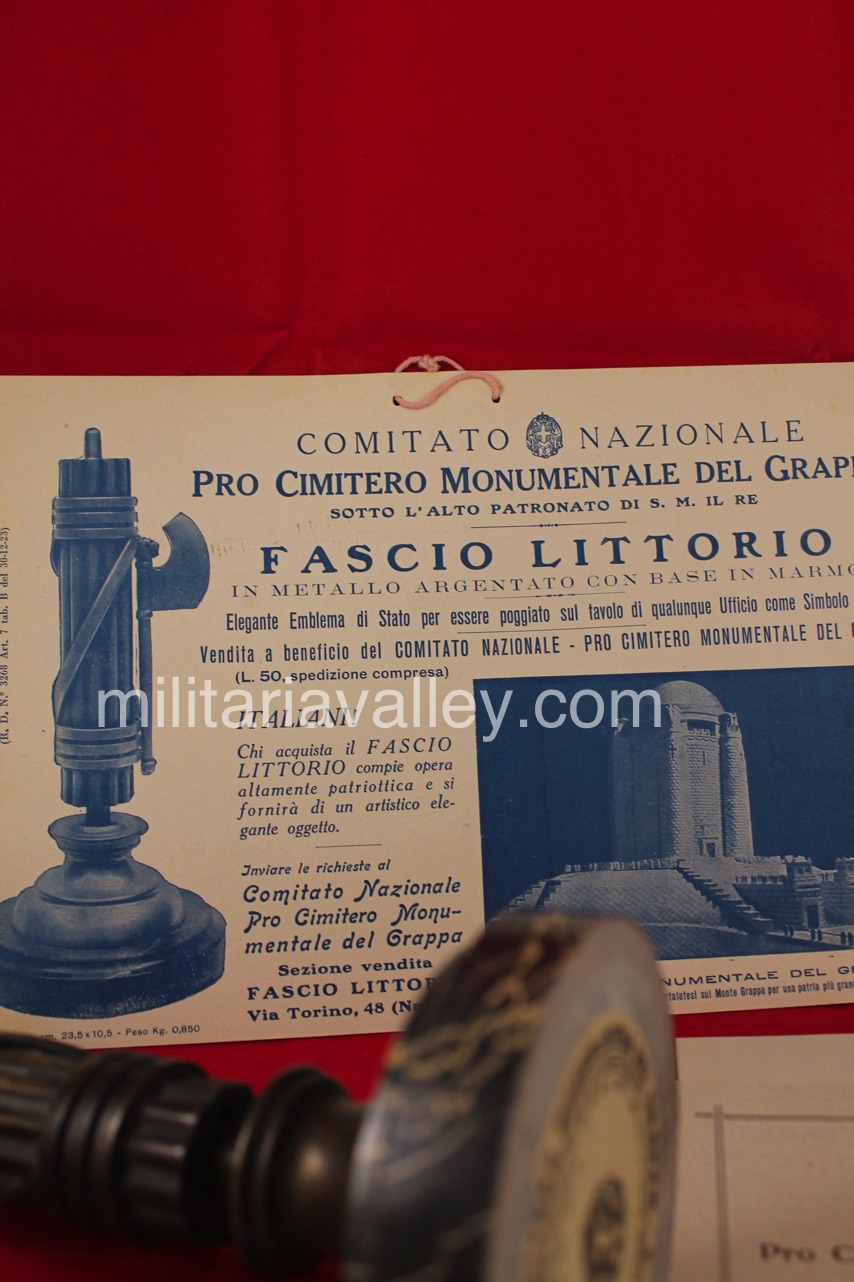 COMITATO NAZIONALE
PRO CIMITERO MONUMENTALE DEL GRAPP
SOTTO L'ALTO PATRONATO DI S. M. IL RE
FASCIO LITTORIO
IN METALLO ARGENTATO CON BASE IN MARMO
Elegante Emblema di Stato per essere poggiato sul tavolo di qualunque Ufficio come Simbolo
Vendita a beneficio del COMITATO NAZIONALE - PRO CIMITERO MONUMENTALE DEL
(L. 50, spedizione compresa)
militariavalley.com
ITALIANI!
Chi acquista il FASCIO
LITTORIO compie opera
altamente patriottica e si
fornirà di un artistico ele-
gante oggetto.
Inviare le richieste al
Comitato Nazionale
Pro Cimitero Monu-
mentale del Grappa
Sezione vendita
FASCIO LITTOR
Via Torino, 48
(R. D. N.° 3268 Art. 7 tab. B del 30-12-23)
cm. 23,5 x 10,5 - Peso Kg. 0,850
NUMENTALE DEL GR
sul Monte Grappa per una patria più gran
Pro C